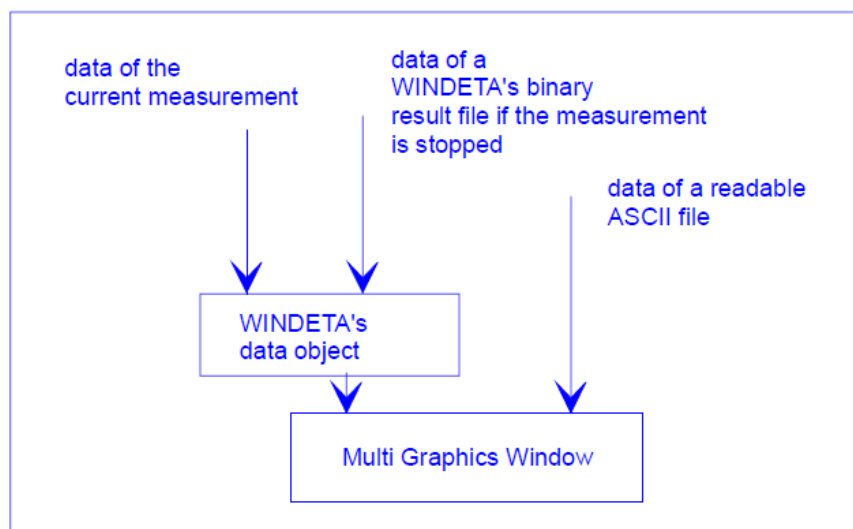 data of the
current measurement
data of a
WINDETA's binary
result file if the measurement
is stopped
data of a readable
ASCII file
WINDETA's
data object
Multi Graphics Window